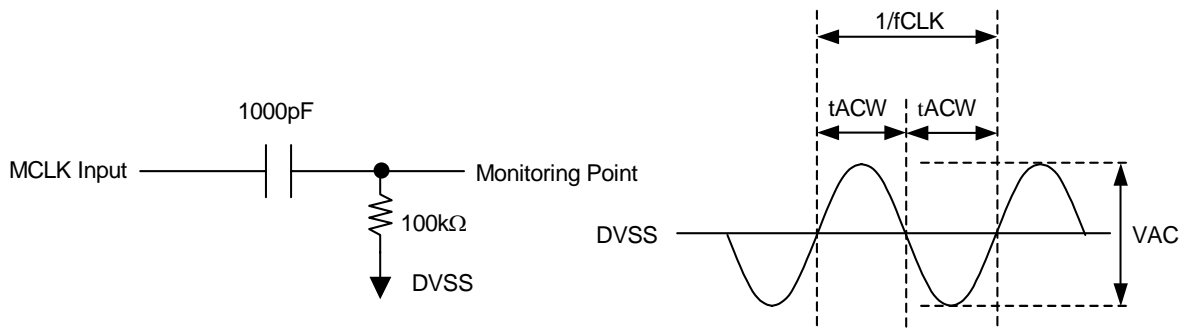 1000pF
MCLK Input
Monitoring Point
100kΩ
DVSS
1/fCLK
tACW
tACW
DVSS
VAC